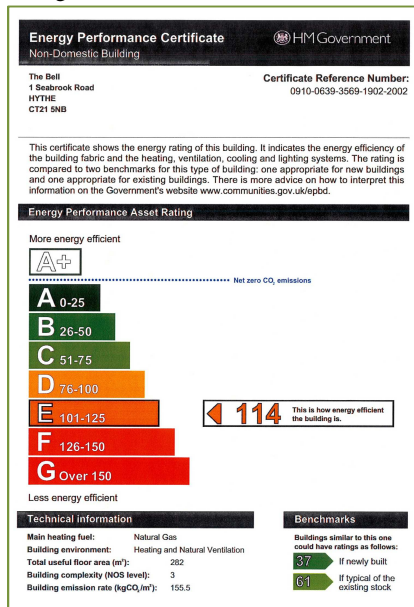 Energy Performance Certificate
Non-Domestic Building
HM Government
The Bell
1 Seabrook Road
HYTHE
CT21 5NB
Certificate Reference Number:
0910-0639-3569-1902-2002
This certificate shows the energy rating of this building. It indicates the energy efficiency of
the building fabric and the heating, ventilation, cooling and lighting systems. The rating is
compared to two benchmarks for this type of building: one appropriate for new buildings
and one appropriate for existing buildings. There is more advice on how to interpret this
information on the Government's website www.communities.gov.uk/epbd.
Energy Performance Asset Rating
More energy efficient
A+
Net zero CO₂ emissions
A 0-25
B 26-50
C 51-75
D 76-100
E 101-125
114 This is how energy efficient
the building is.
F 126-150
G Over 150
Less energy efficient
Technical information
Main heating fuel: Natural Gas
Building environment: Heating and Natural Ventilation
Total useful floor area (m²): 282
Building complexity (NOS level): 3
Building emission rate (kgCO₂/m²): 155.5
Benchmarks
Buildings similar to this one
could have ratings as follows:
37 If newly built
61 If typical of the
existing stock